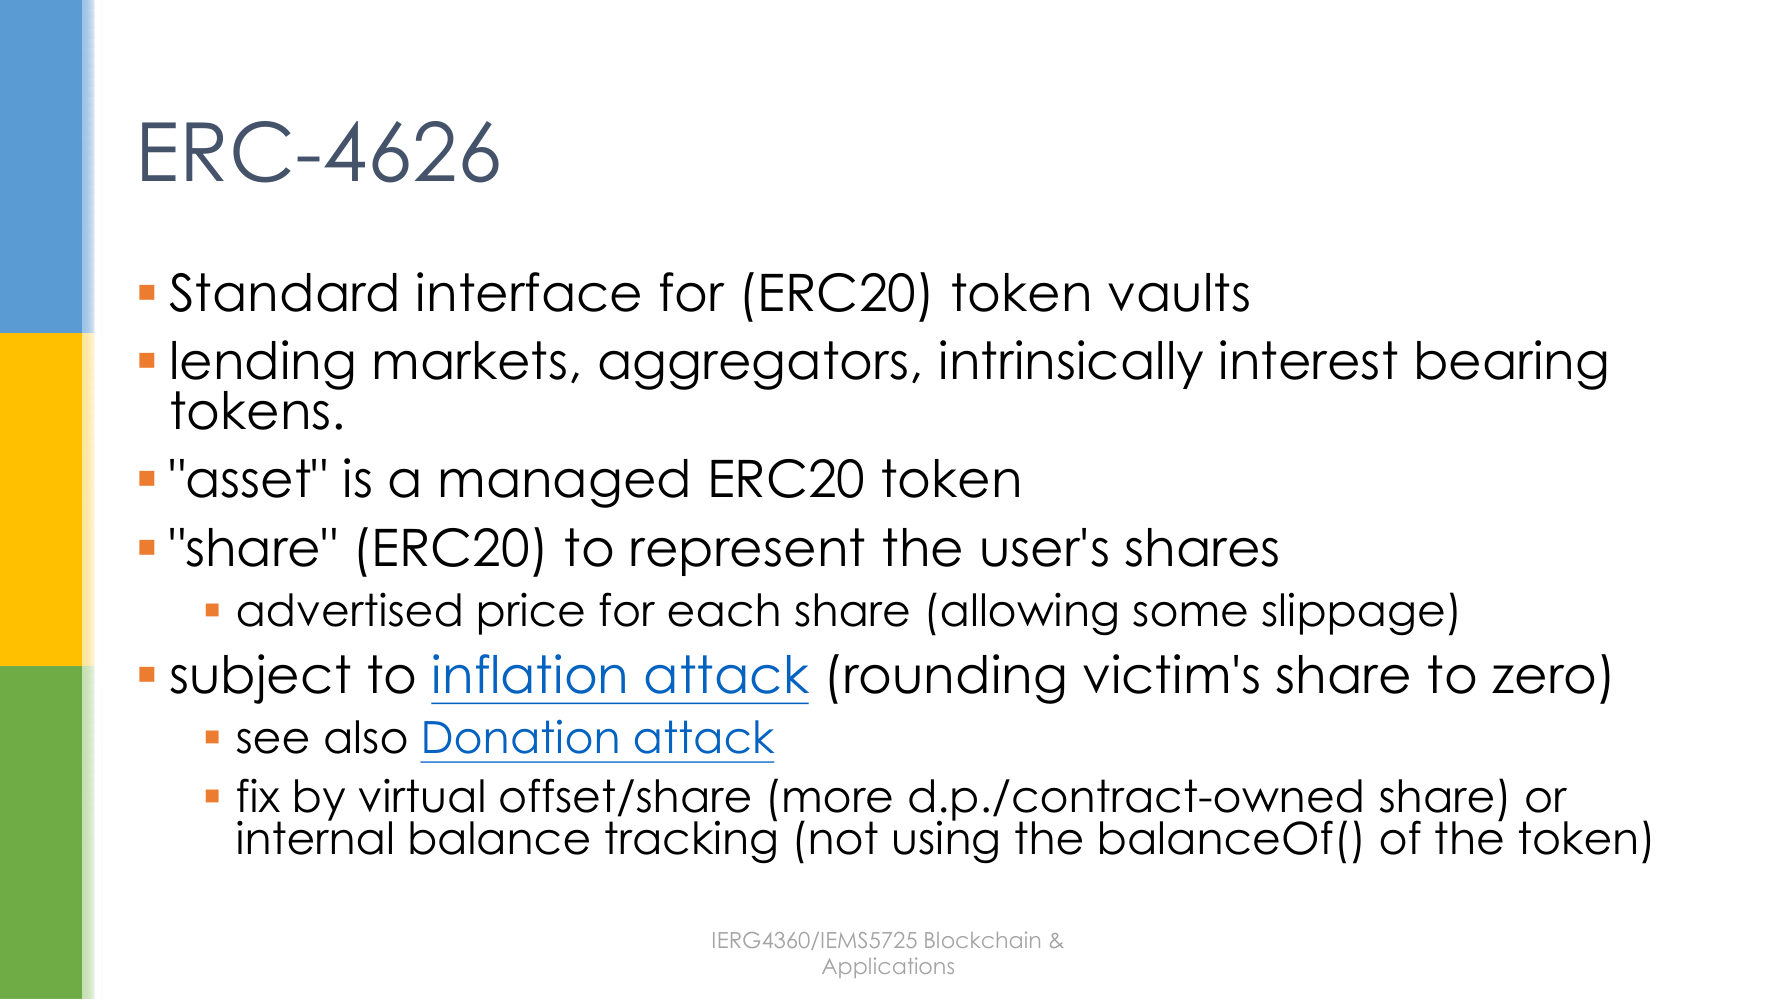 ERC-4626
Standard interface for (ERC20) token vaults
lending markets, aggregators, intrinsically interest bearing
tokens.
"asset" is a managed ERC20 token
"share" (ERC20) to represent the user's shares
advertised price for each share (allowing some slippage)
subject to inflation attack (rounding victim's share to zero)
see also Donation attack
fix by virtual offset/share (more d.p./contract-owned share) or
internal balance tracking (not using the balanceOf() of the token)
IERG4360/IEMS5725 Blockchain &
Applications